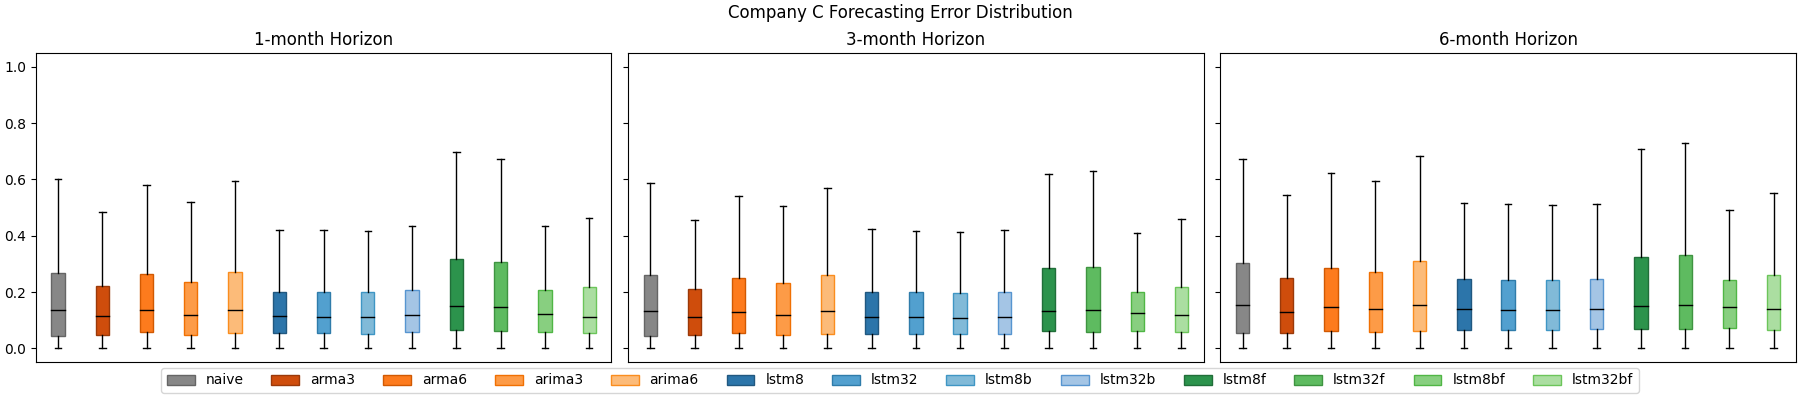 Company C Forecasting Error Distribution
1-month Horizon
3-month Horizon
6-month Horizon
1.0
0.8
0.6
0.4
0.2
0.0
naive arma3 arma6 arima3 arima6 lstm8 lstm32 lstm8b lstm32b lstm8f lstm32f lstm8bf lstm32bf